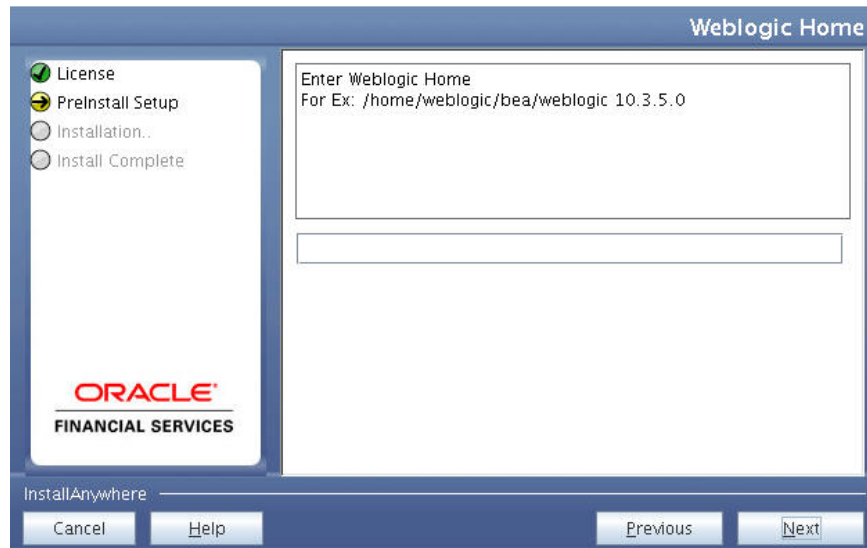 Weblogic Home
License
PreInstall Setup
Installation..
Install Complete
Enter Weblogic Home
For Ex: /home/weblogic/bea/weblogic 10.3.5.0
ORACLE
FINANCIAL SERVICES
InstallAnywhere
Cancel Help Previous Next